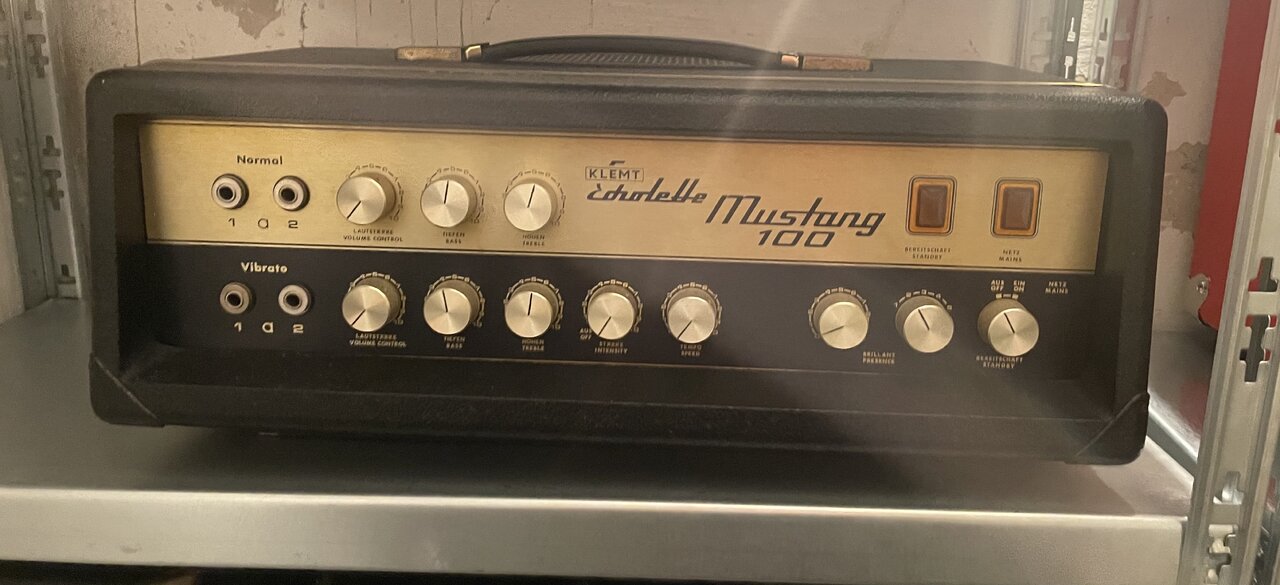 Normal
1 a 2
LAUTSTÄRKE
VOLUME CONTROL
TIEFEN
BASS
HÖHEN
TREBLE
KLEMT
Echolette
Mustang
100
BEREITSCHAFT
STANDBY
NETZ
MAINS
Vibrato
1 a 2
LAUTSTÄRKE
VOLUME CONTROL
TIEFEN
BASS
HÖHEN
TREBLE
AUS
OFF
STÄRKE
INTENSITY
TEMPO
SPEED
BRILLANZ
PRESENCE
AUS EIN NETZ
OFF ON MAINS
BEREITSCHAFT
STANDBY